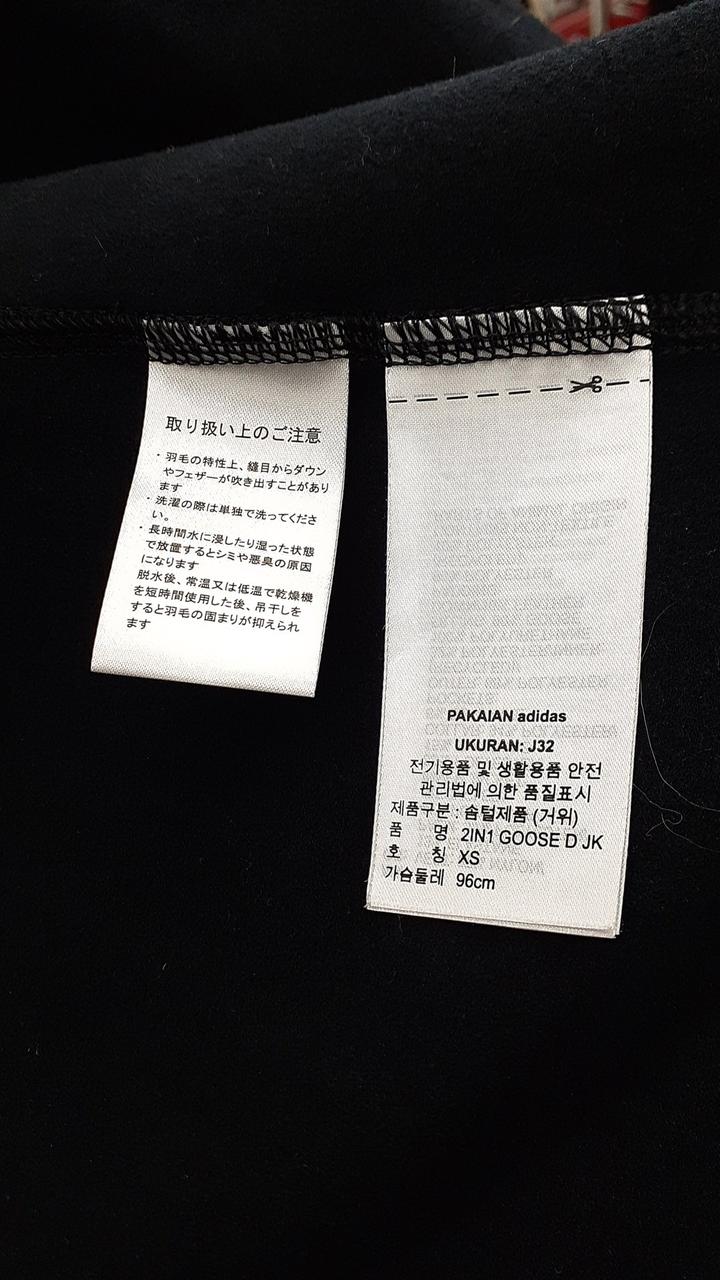 取り扱い上のご注意
・羽毛の特性上、縫目からダウン
やフェザーが吹き出すことがあり
ます
・洗濯の際は単独で洗ってくださ
い。
・長時間水に浸したり湿った状態
で放置するとシミや悪臭の原因
になります
脱水後、常温又は低温で乾燥機
を短時間使用した後、吊干しを
すると羽毛の固まりが抑えられ
ます
PAKAIAN adidas
UKURAN: J32
전기용품 및 생활용품 안전
관리법에 의한 품질표시
제품구분 : 솜털제품 (거위)
품 명 2IN1 GOOSE D JK
호 칭 XS
가슴둘레 96cm